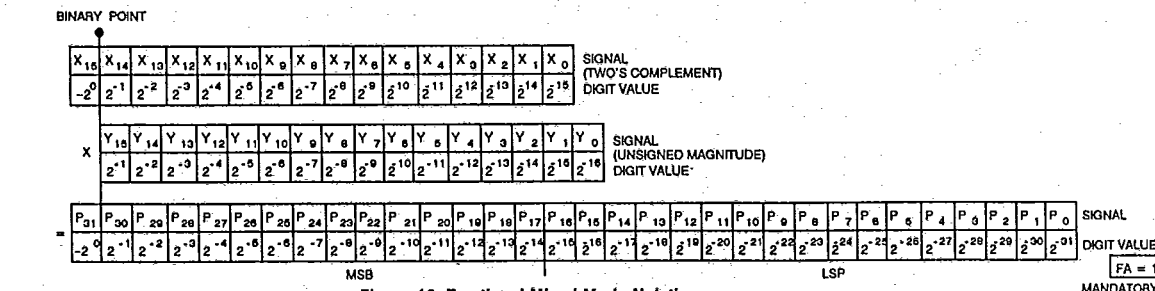 BINARY POINT
X15 X14 X13 X12 X11 X10 X9 X8 X7 X6 X5 X4 X3 X2 X1 X0 SIGNAL
(TWO'S COMPLEMENT)
-2^0 2^-1 2^-2 2^-3 2^-4 2^-5 2^-6 2^-7 2^-8 2^-9 2^-10 2^-11 2^-12 2^-13 2^-14 2^-15 DIGIT VALUE
X Y15 Y14 Y13 Y12 Y11 Y10 Y9 Y8 Y7 Y6 Y5 Y4 Y3 Y2 Y1 Y0 SIGNAL
(UNSIGNED MAGNITUDE)
2^-1 2^-2 2^-3 2^-4 2^-5 2^-6 2^-7 2^-8 2^-9 2^-10 2^-11 2^-12 2^-13 2^-14 2^-15 2^-16 DIGIT VALUE
= P31 P30 P29 P28 P27 P26 P25 P24 P23 P22 P21 P20 P19 P18 P17 P16 P15 P14 P13 P12 P11 P10 P9 P8 P7 P6 P5 P4 P3 P2 P1 P0 SIGNAL
-2^0 2^-1 2^-2 2^-3 2^-4 2^-5 2^-6 2^-7 2^-8 2^-9 2^-10 2^-11 2^-12 2^-13 2^-14 2^-15 2^-16 2^-17 2^-18 2^-19 2^-20 2^-21 2^-22 2^-23 2^-24 2^-25 2^-26 2^-27 2^-28 2^-29 2^-30 2^-31 DIGIT VALUE
MSB LSP
FA = 1
MANDATORY